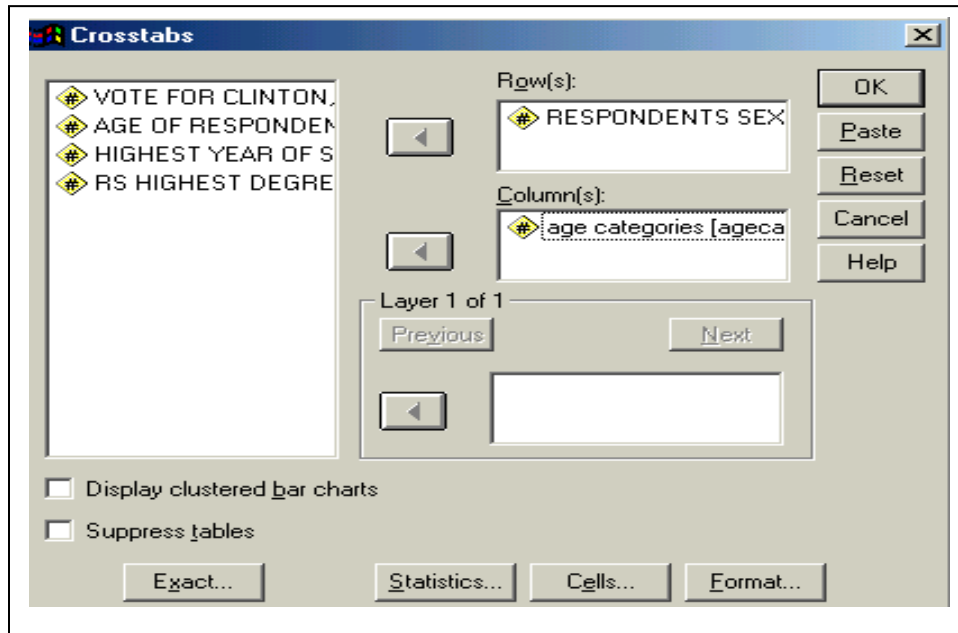 Crosstabs
VOTE FOR CLINTON,
AGE OF RESPONDEN
HIGHEST YEAR OF S
RS HIGHEST DEGRE
Row(s):
RESPONDENTS SEX
Column(s):
age categories [ageca
Layer 1 of 1
Previous
Next
OK
Paste
Reset
Cancel
Help
Display clustered bar charts
Suppress tables
Exact...
Statistics...
Cells...
Format...